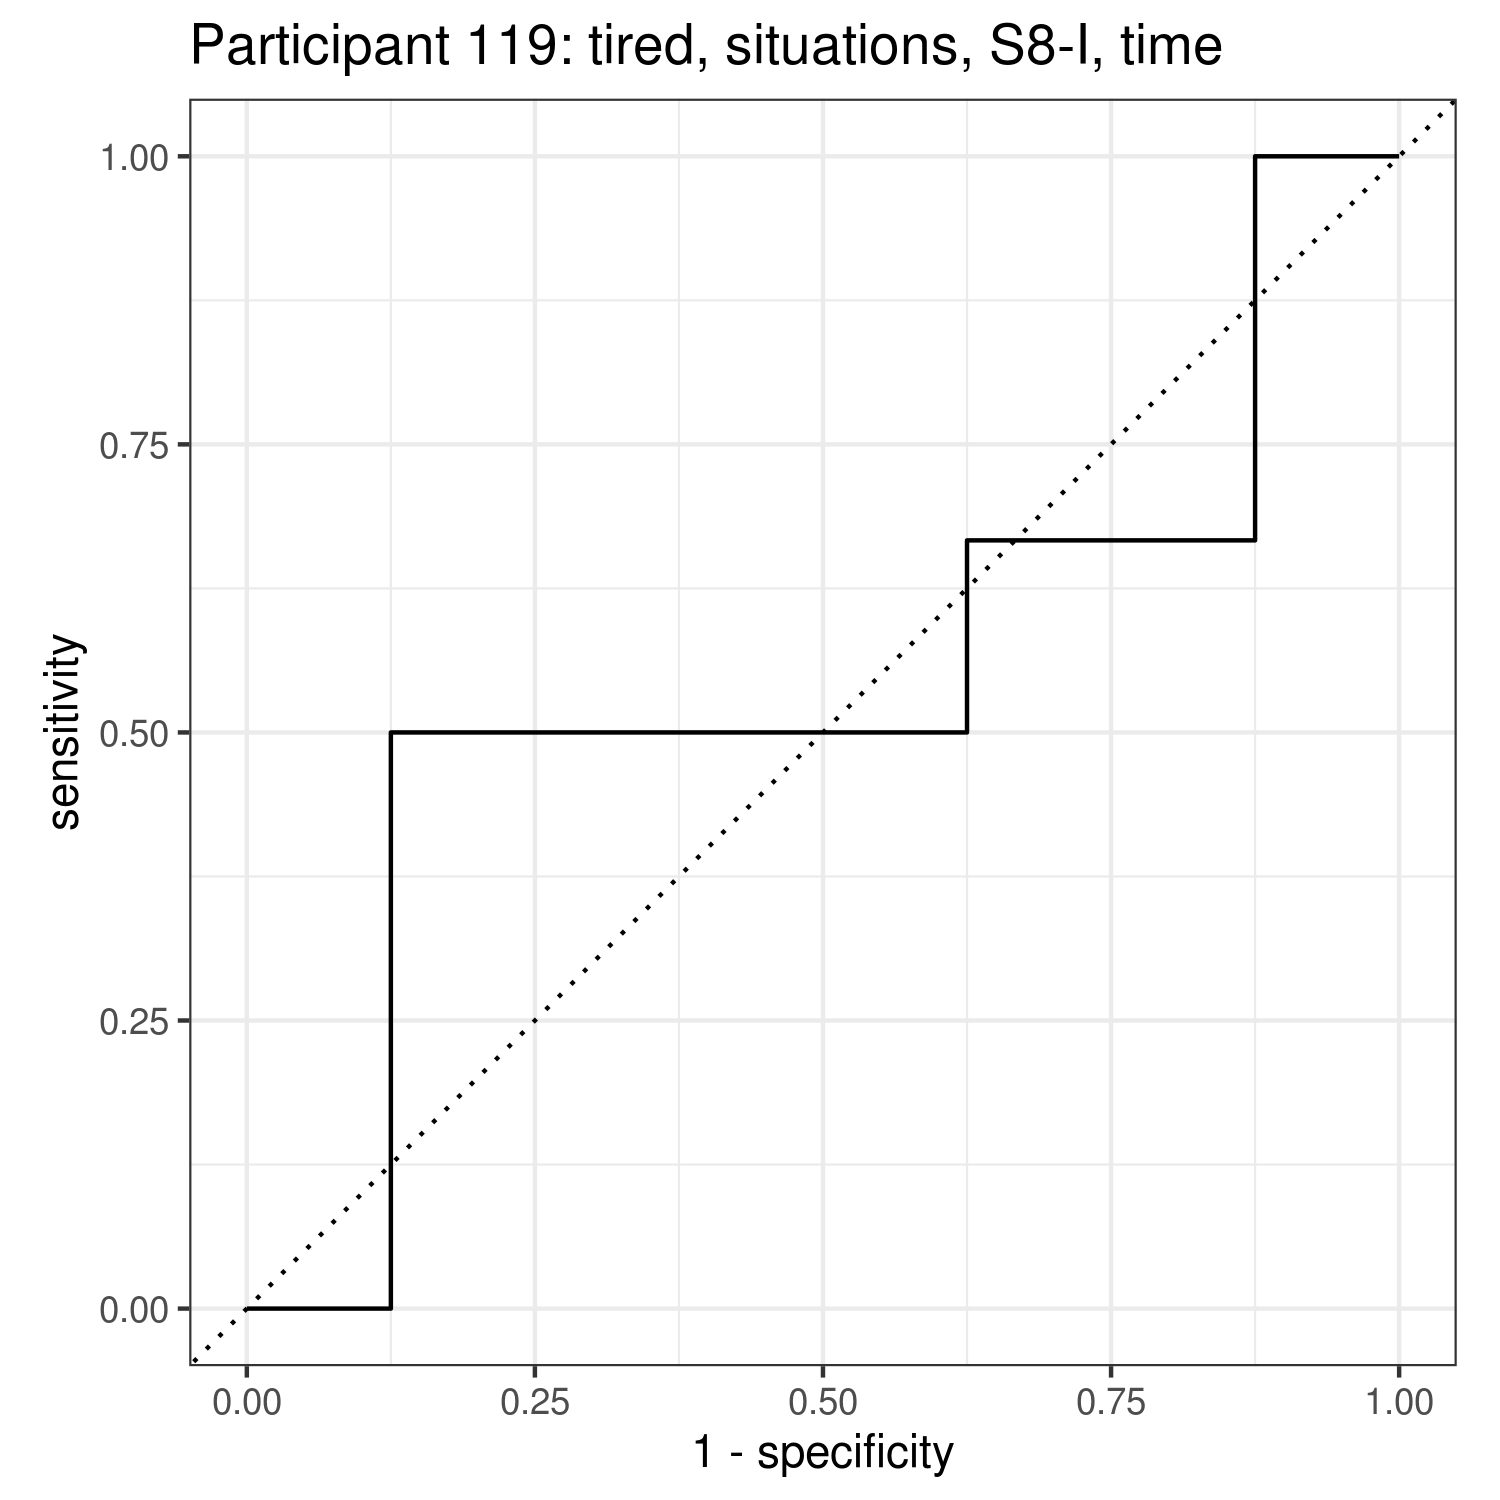 Participant 119: tired, situations, S8-I, time
1.00
0.75
0.50
0.25
0.00
sensitivity
0.00 0.25 0.50 0.75 1.00
1 - specificity